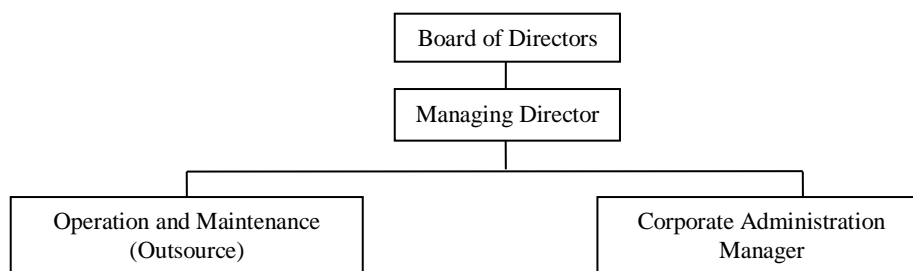 Board of Directors
Managing Director
Operation and Maintenance
(Outsource)
Corporate Administration
Manager